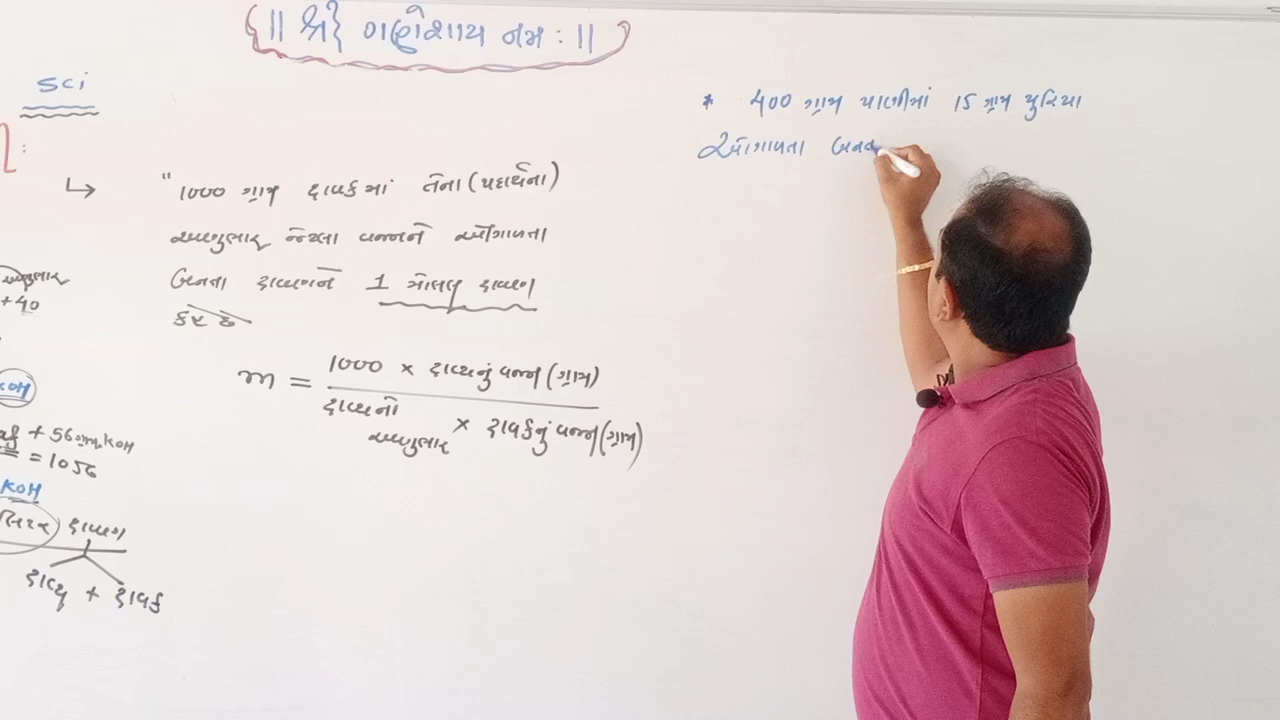 || શ્રી ગણેશાય નમઃ ||
sci
"1000 ગ્રામ દ્રાવકમાં તેના (પદાર્થના)
અણુભાર જેટલા વજનને ઓગાળતા
બનતા દ્રાવણને 1 મોલલ દ્રાવણ
કહે છે
m = 1000 × દ્રાવ્યનું વજન (ગ્રામ)
દ્રાવ્યનો અણુભાર × દ્રાવકનું વજન (ગ્રામ)
અણુભાર
+40
KOH
+ 56 ગ્રામ KOH
= 1056
KOH
દ્રાવણ
દ્રાવ્ય + દ્રાવક
* 400 ગ્રામ પાણીમાં 15 ગ્રામ યુરિયા
ઓગાળતા બનવ